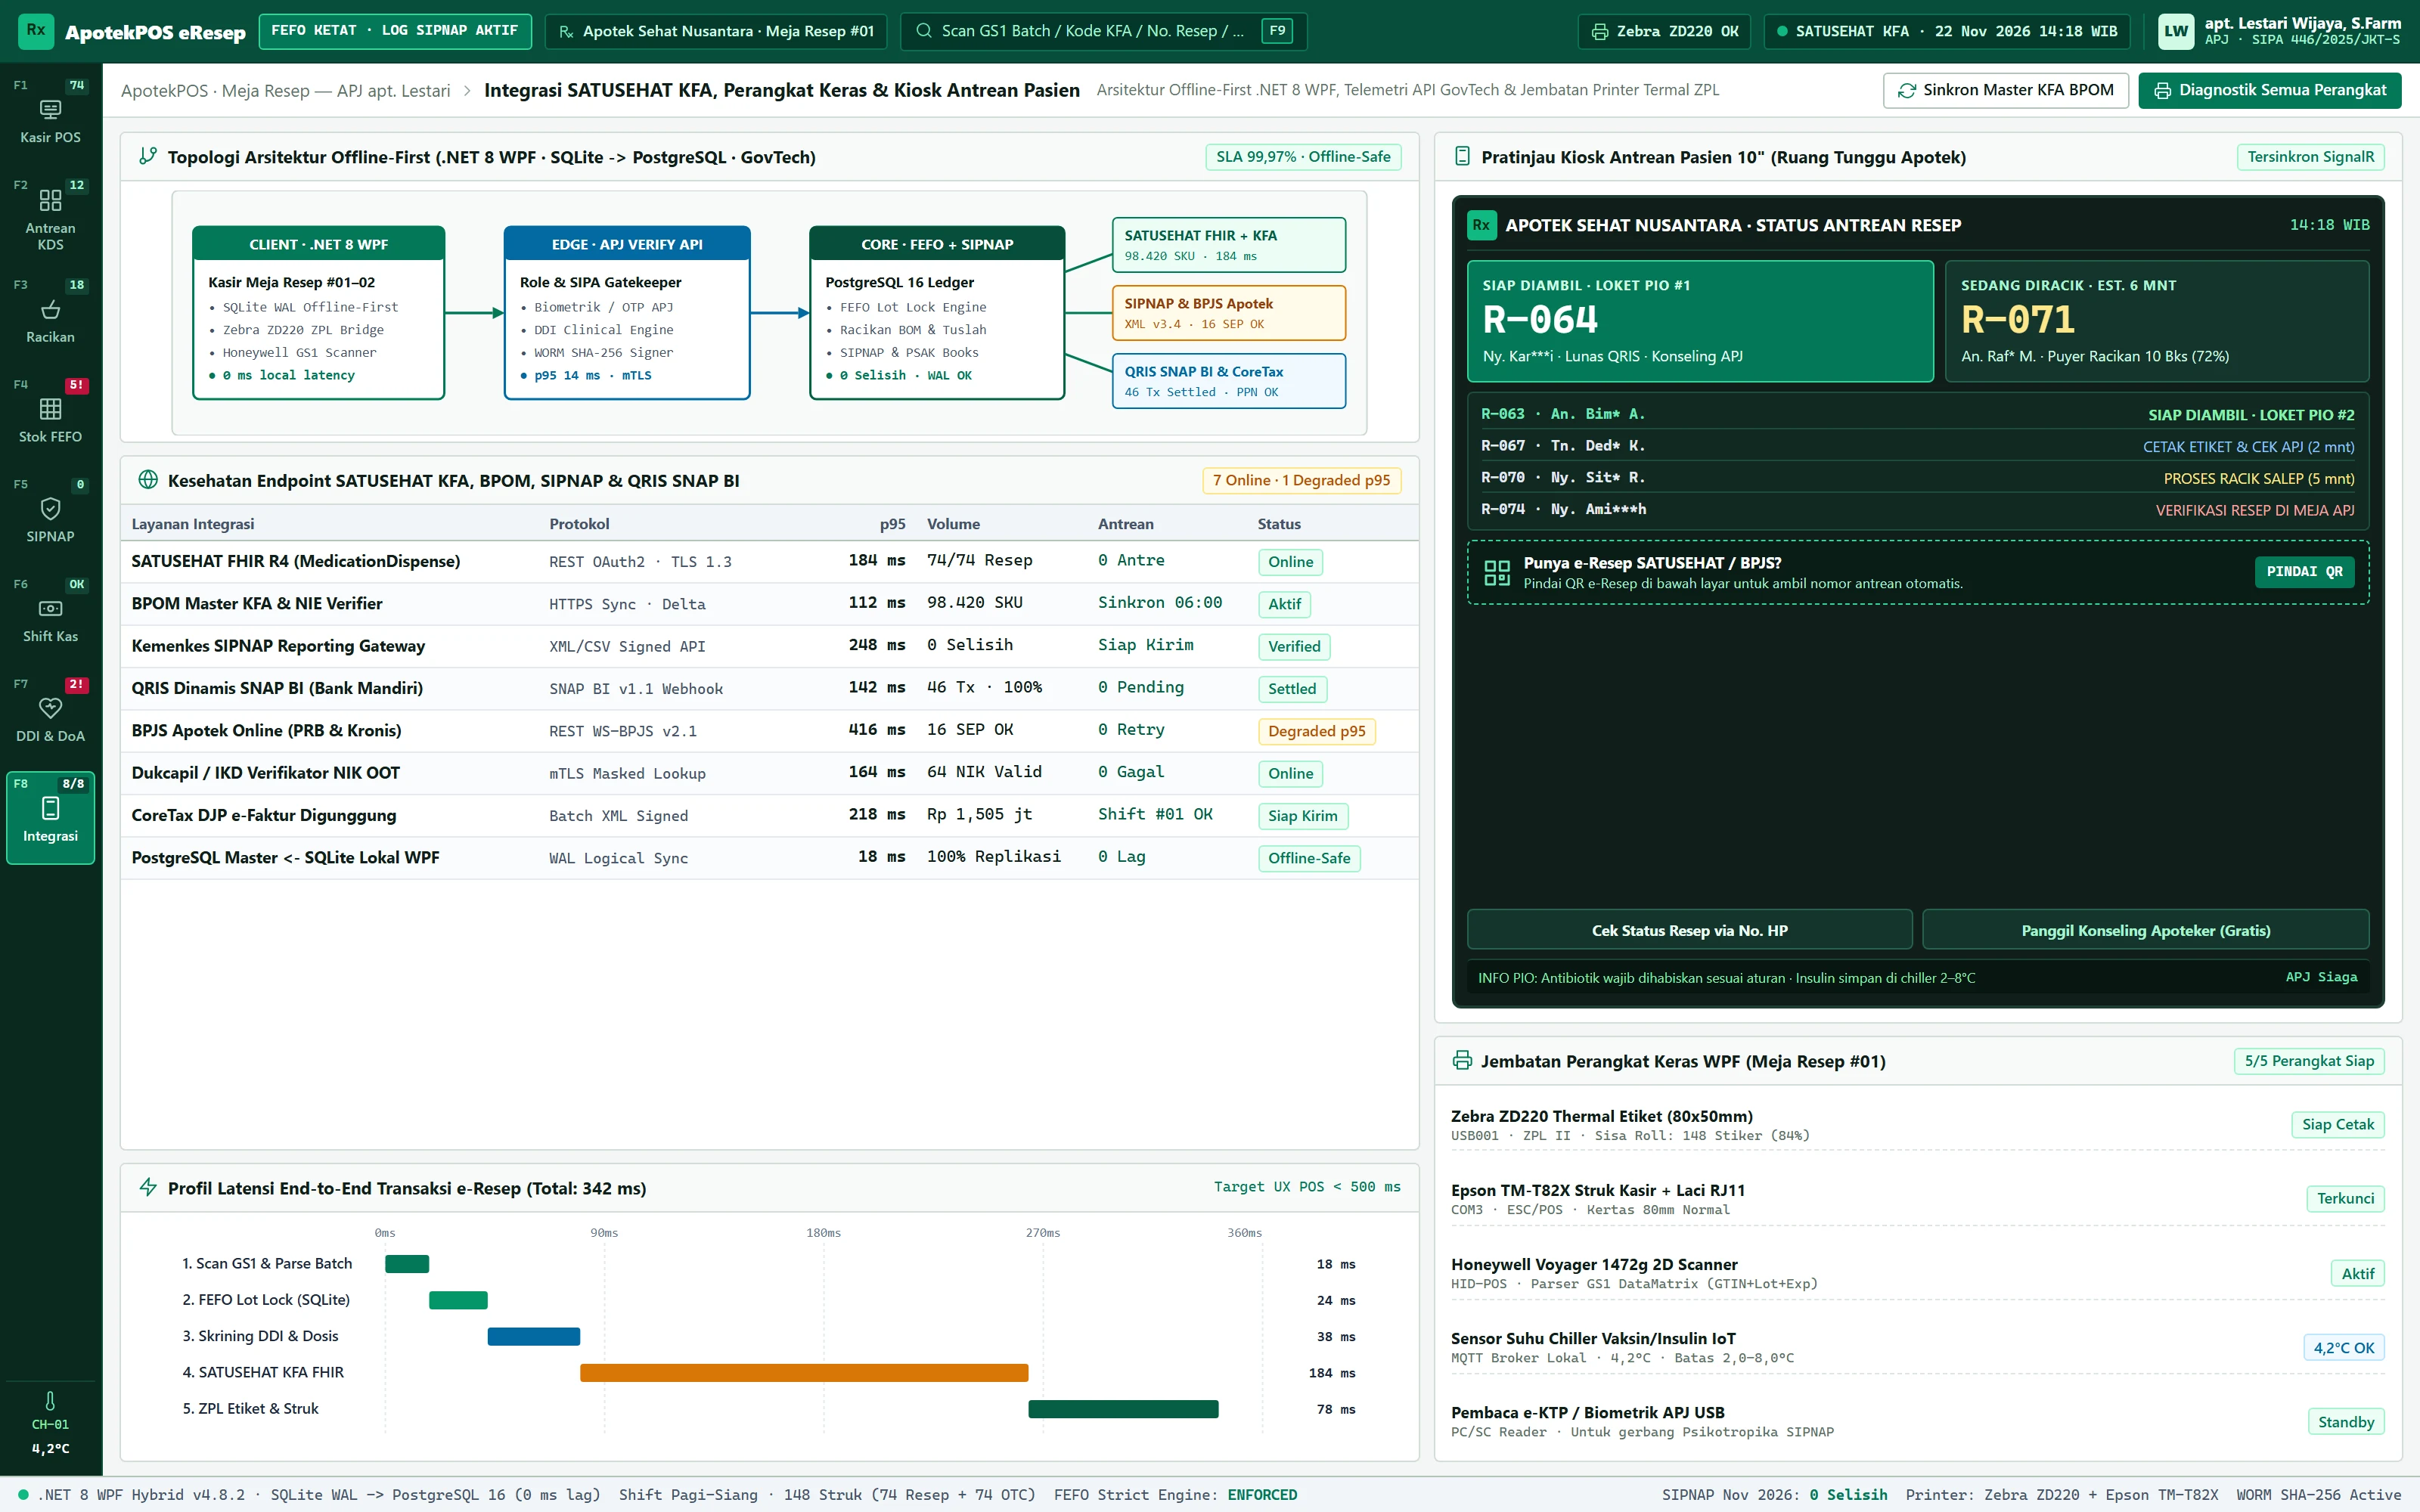 Rx ApotekPOS eResep
FEFO KETAT · LOG SIPNAP AKTIF
Apotek Sehat Nusantara · Meja Resep #01
Scan GS1 Batch / Kode KFA / No. Resep / ... F9
Zebra ZD220 OK
SATUSEHAT KFA · 22 Nov 2026 14:18 WIB
LW
apt. Lestari Wijaya, S.Farm
APJ · SIPA 446/2025/JKT-S
F1 74
Kasir POS
F2 12
Antrean
KDS
F3 18
Racikan
F4 5!
Stok FEFO
F5 0
SIPNAP
F6 OK
Shift Kas
F7 2!
DDI & DoA
F8 8/8
Integrasi
CH-01
4,2°C
ApotekPOS · Meja Resep — APJ apt. Lestari > Integrasi SATUSEHAT KFA, Perangkat Keras & Kiosk Antrean Pasien
Arsitektur Offline-First .NET 8 WPF, Telemetri API GovTech & Jembatan Printer Termal ZPL
Sinkron Master KFA BPOM
Diagnostik Semua Perangkat
Topologi Arsitektur Offline-First (.NET 8 WPF · SQLite -> PostgreSQL · GovTech)
SLA 99,97% · Offline-Safe
CLIENT · .NET 8 WPF
Kasir Meja Resep #01–02
• SQLite WAL Offline-First
• Zebra ZD220 ZPL Bridge
• Honeywell GS1 Scanner
● 0 ms local latency
EDGE · APJ VERIFY API
Role & SIPA Gatekeeper
• Biometrik / OTP APJ
• DDI Clinical Engine
• WORM SHA-256 Signer
● p95 14 ms · mTLS
CORE · FEFO + SIPNAP
PostgreSQL 16 Ledger
• FEFO Lot Lock Engine
• Racikan BOM & Tuslah
• SIPNAP & PSAK Books
● 0 Selisih · WAL OK
SATUSEHAT FHIR + KFA
98.420 SKU · 184 ms
SIPNAP & BPJS Apotek
XML v3.4 · 16 SEP OK
QRIS SNAP BI & CoreTax
46 Tx Settled · PPN OK
Kesehatan Endpoint SATUSEHAT KFA, BPOM, SIPNAP & QRIS SNAP BI
7 Online · 1 Degraded p95
Layanan Integrasi Protokol p95 Volume Antrean Status
SATUSEHAT FHIR R4 (MedicationDispense) REST OAuth2 · TLS 1.3 184 ms 74/74 Resep 0 Antre Online
BPOM Master KFA & NIE Verifier HTTPS Sync · Delta 112 ms 98.420 SKU Sinkron 06:00 Aktif
Kemenkes SIPNAP Reporting Gateway XML/CSV Signed API 248 ms 0 Selisih Siap Kirim Verified
QRIS Dinamis SNAP BI (Bank Mandiri) SNAP BI v1.1 Webhook 142 ms 46 Tx · 100% 0 Pending Settled
BPJS Apotek Online (PRB & Kronis) REST WS-BPJS v2.1 416 ms 16 SEP OK 0 Retry Degraded p95
Dukcapil / IKD Verifikator NIK OOT mTLS Masked Lookup 164 ms 64 NIK Valid 0 Gagal Online
CoreTax DJP e-Faktur Digunggung Batch XML Signed 218 ms Rp 1,505 jt Shift #01 OK Siap Kirim
PostgreSQL Master <- SQLite Lokal WPF WAL Logical Sync 18 ms 100% Replikasi 0 Lag Offline-Safe
Profil Latensi End-to-End Transaksi e-Resep (Total: 342 ms)
Target UX POS < 500 ms
0ms 90ms 180ms 270ms 360ms
1. Scan GS1 & Parse Batch 18 ms
2. FEFO Lot Lock (SQLite) 24 ms
3. Skrining DDI & Dosis 38 ms
4. SATUSEHAT KFA FHIR 184 ms
5. ZPL Etiket & Struk 78 ms
Pratinjau Kiosk Antrean Pasien 10" (Ruang Tunggu Apotek)
Tersinkron SignalR
Rx APOTEK SEHAT NUSANTARA · STATUS ANTREAN RESEP 14:18 WIB
SIAP DIAMBIL · LOKET PIO #1
R-064
Ny. Kar***i · Lunas QRIS · Konseling APJ
SEDANG DIRACIK · EST. 6 MNT
R-071
An. Raf* M. · Puyer Racikan 10 Bks (72%)
R-063 · An. Bim* A. SIAP DIAMBIL · LOKET PIO #2
R-067 · Tn. Ded* K. CETAK ETIKET & CEK APJ (2 mnt)
R-070 · Ny. Sit* R. PROSES RACIK SALEP (5 mnt)
R-074 · Ny. Ami***h VERIFIKASI RESEP DI MEJA APJ
Punya e-Resep SATUSEHAT / BPJS?
Pindai QR e-Resep di bawah layar untuk ambil nomor antrean otomatis.
PINDAI QR
Cek Status Resep via No. HP
Panggil Konseling Apoteker (Gratis)
INFO PIO: Antibiotik wajib dihabiskan sesuai aturan · Insulin simpan di chiller 2–8°C
APJ Siaga
Jembatan Perangkat Keras WPF (Meja Resep #01)
5/5 Perangkat Siap
Zebra ZD220 Thermal Etiket (80x50mm)
USB001 · ZPL II · Sisa Roll: 148 Stiker (84%)
Siap Cetak
Epson TM-T82X Struk Kasir + Laci RJ11
COM3 · ESC/POS · Kertas 80mm Normal
Terkunci
Honeywell Voyager 1472g 2D Scanner
HID-POS · Parser GS1 DataMatrix (GTIN+Lot+Exp)
Aktif
Sensor Suhu Chiller Vaksin/Insulin IoT
MQTT Broker Lokal · 4,2°C · Batas 2,0–8,0°C
4,2°C OK
Pembaca e-KTP / Biometrik APJ USB
PC/SC Reader · Untuk gerbang Psikotropika SIPNAP
Standby
.NET 8 WPF Hybrid v4.8.2 · SQLite WAL -> PostgreSQL 16 (0 ms lag) Shift Pagi-Siang · 148 Struk (74 Resep + 74 OTC) FEFO Strict Engine: ENFORCED
SIPNAP Nov 2026: 0 Selisih Printer: Zebra ZD220 + Epson TM-T82X WORM SHA-256 Active